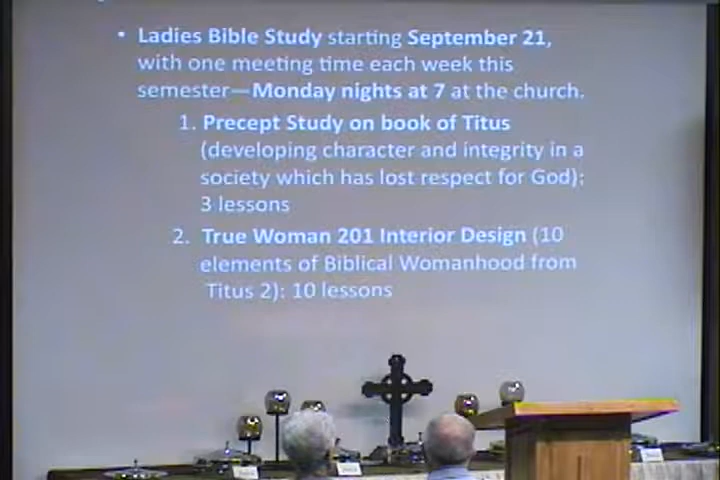 • Ladies Bible Study starting September 21,
with one meeting time each week this
semester—Monday nights at 7 at the church.
1. Precept Study on book of Titus
(developing character and integrity in a
society which has lost respect for God):
3 lessons
2. True Woman 201 Interior Design (10
elements of Biblical Womanhood from
Titus 2): 10 lessons